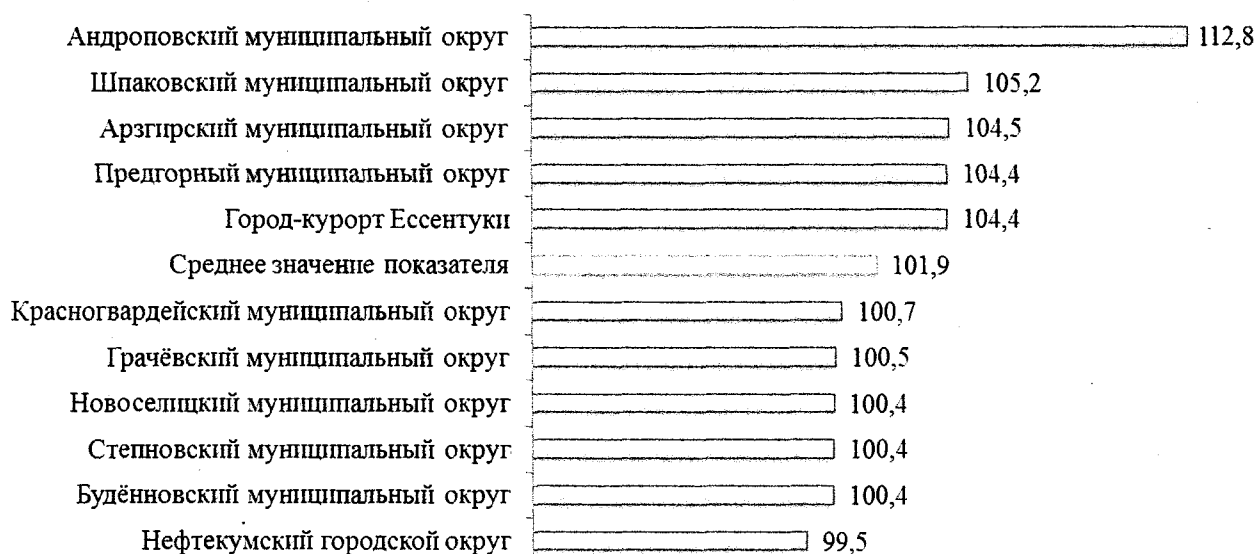 Андроповский муниципальный округ 112,8
Шпаковский муниципальный округ 105,2
Арзгирский муниципальный округ 104,5
Предгорный муниципальный округ 104,4
Город-курорт Ессентуки 104,4
Среднее значение показателя 101,9
Красногвардейский муниципальный округ 100,7
Грачёвский муниципальный округ 100,5
Новоселицкий муниципальный округ 100,4
Степновский муниципальный округ 100,4
Будённовский муниципальный округ 100,4
Нефтекумский городской округ 99,5